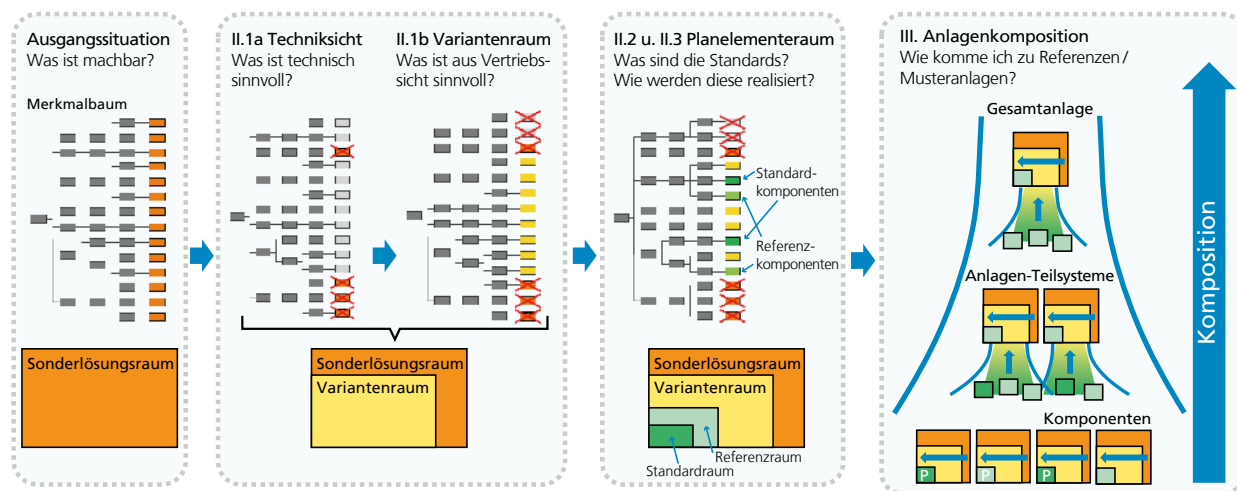 Ausgangssituation
Was ist machbar?
Merkmalbaum
Sonderlösungsraum
II.1a Techniksicht
Was ist technisch
sinnvoll?
II.1b Variantenraum
Was ist aus Vertriebs-
sicht sinnvoll?
Sonderlösungsraum
Variantenraum
II.2 u. II.3 Planelementeraum
Was sind die Standards?
Wie werden diese realisiert?
Standard-
komponenten
Referenz-
komponenten
Sonderlösungsraum
Variantenraum
Referenzraum
Standardraum
III. Anlagenkomposition
Wie komme ich zu Referenzen/
Musteranlagen?
Gesamtanlage
Anlagen-Teilsysteme
Komponenten
P
P
P
Komposition